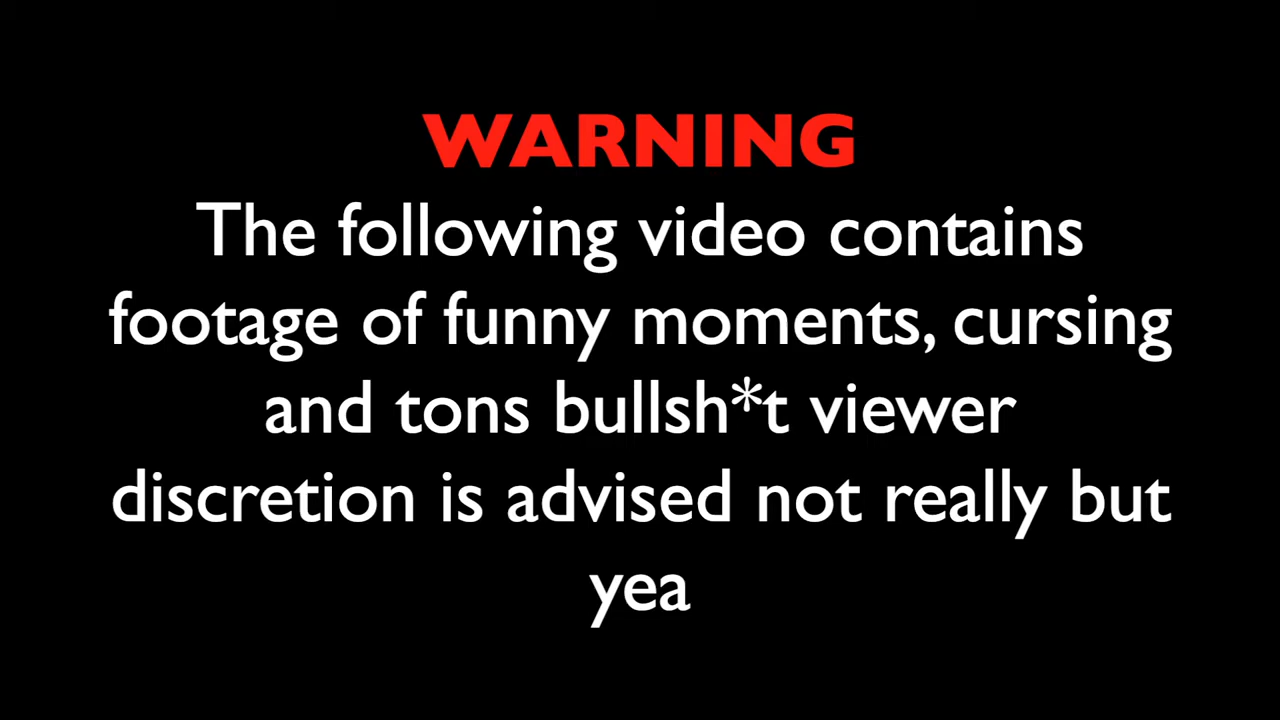 WARNING
The following video contains
footage of funny moments, cursing
and tons bullsh*t viewer
discretion is advised not really but
yea